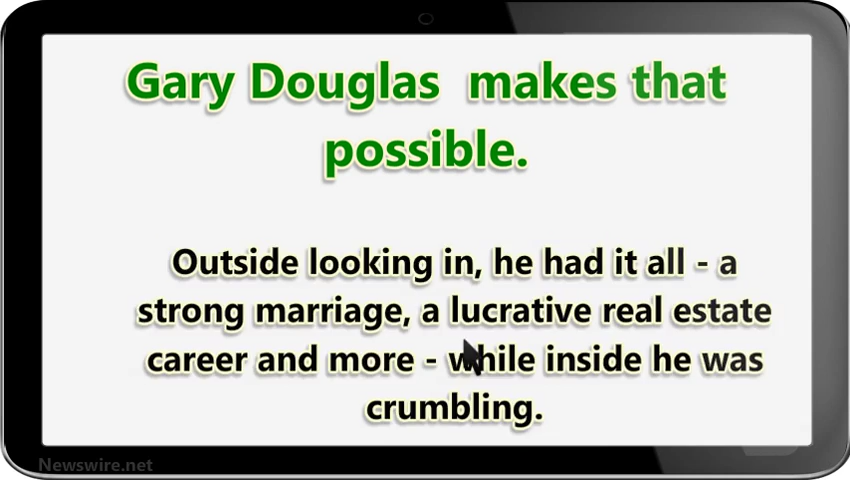 Gary Douglas  makes that
possible.
Outside looking in, he had it all - a
strong marriage, a lucrative real estate
career and more - while inside he was
crumbling.
Newswire.net